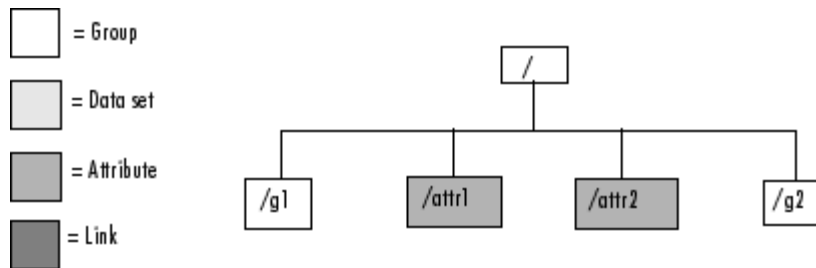 = Group
= Data set
= Attribute
= Link
/
/g1
/attr1
/attr2
/g2